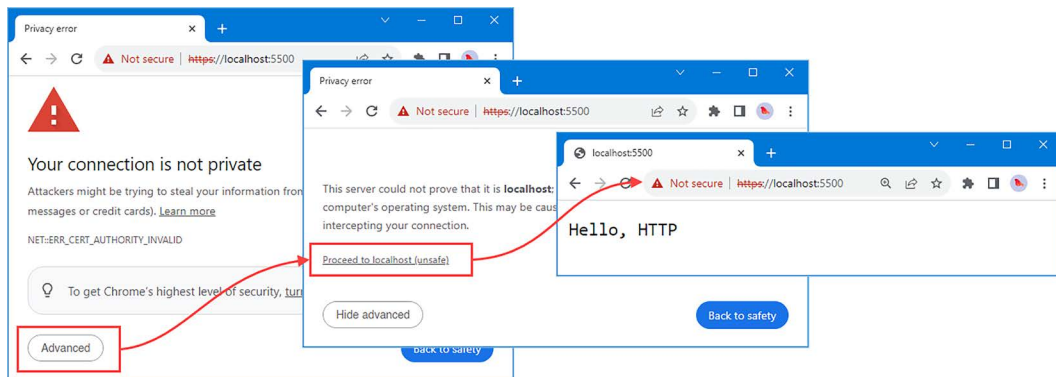 Privacy error
Not secure
https://localhost:5500
Your connection is not private
Attackers might be trying to steal your information from
messages or credit cards). Learn more
NET::ERR_CERT_AUTHORITY_INVALID
To get Chrome's highest level of security, turn
Advanced
Back to safety
Privacy error
Not secure
https://localhost:5500
This server could not prove that it is localhost;
computer's operating system. This may be caus
intercepting your connection.
Proceed to localhost (unsafe)
Hide advanced
Back to safety
localhost:5500
Not secure
https://localhost:5500
Hello, HTTP